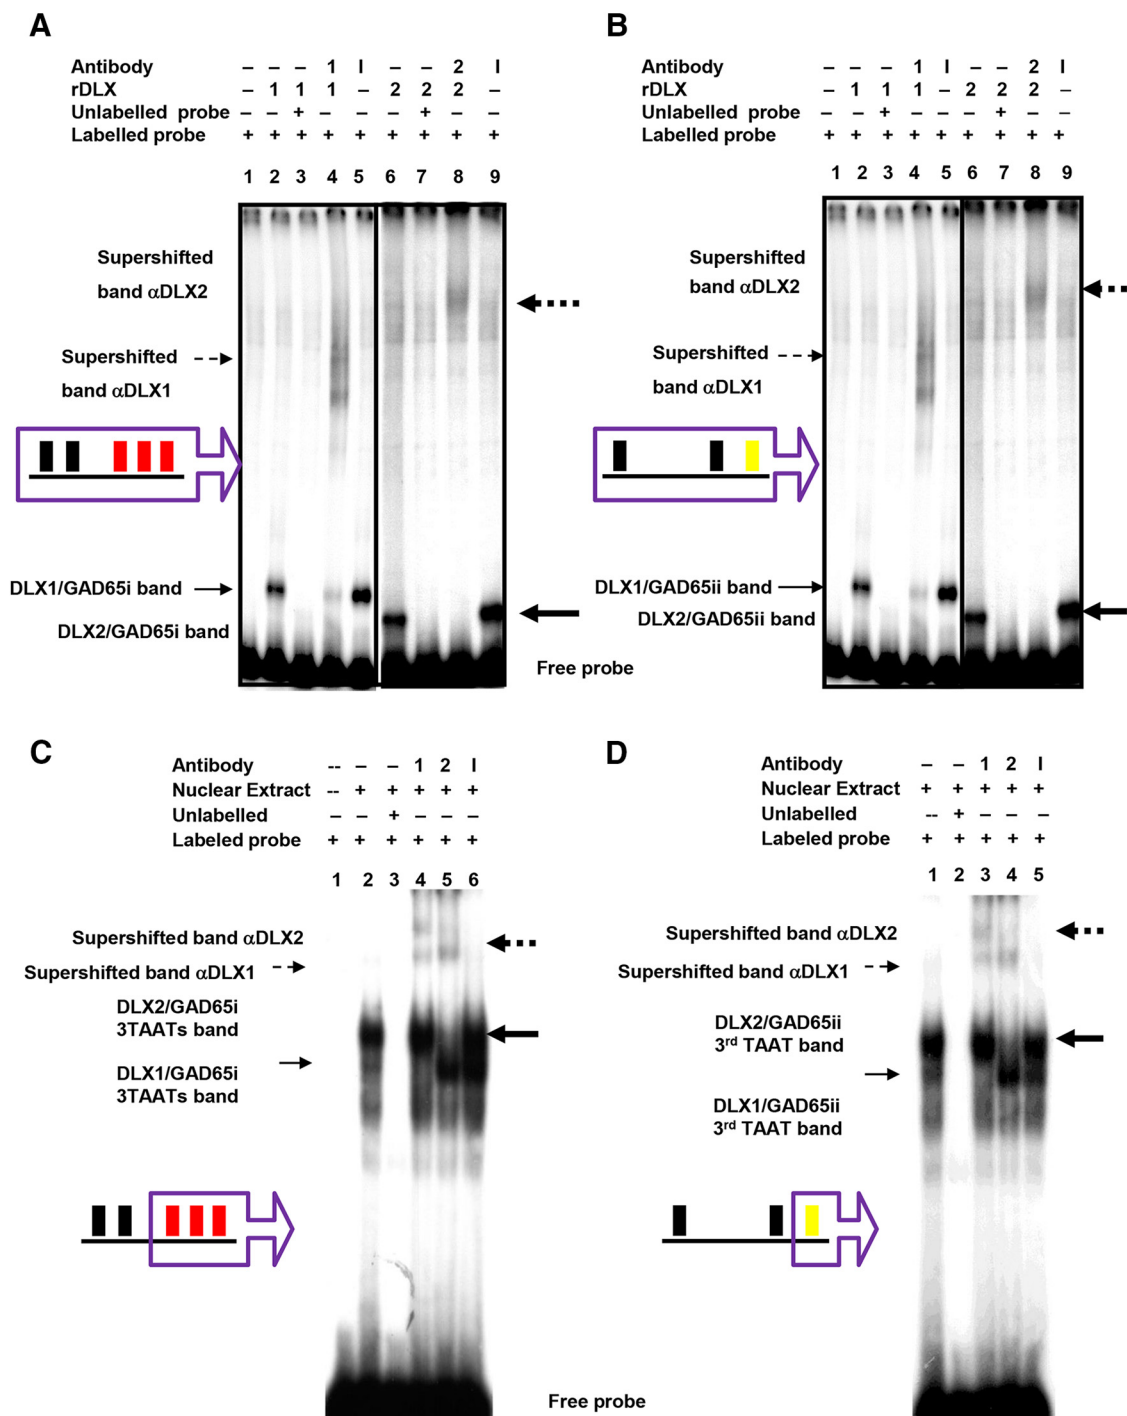 A
Antibody – – – 1 I – – 2 I
rDLX – 1 1 1 – 2 2 2 –
Unlabelled probe – – + – – – + – –
Labelled probe + + + + + + + + +
1 2 3 4 5 6 7 8 9
Supershifted
band αDLX2
Supershifted
band αDLX1
DLX1/GAD65i band
DLX2/GAD65i band
Free probe
B
Antibody – – – 1 I – – 2 I
rDLX – 1 1 1 – 2 2 2 –
Unlabelled probe – – + – – – + – –
Labelled probe + + + + + + + + +
1 2 3 4 5 6 7 8 9
Supershifted
band αDLX2
Supershifted
band αDLX1
DLX1/GAD65ii band
DLX2/GAD65ii band
C
Antibody -- – – 1 2 I
Nuclear Extract -- + + + + +
Unlabelled – – + – – –
Labeled probe + + + + + +
1 2 3 4 5 6
Supershifted band αDLX2
Supershifted band αDLX1
DLX2/GAD65i
3TAATs band
DLX1/GAD65i
3TAATs band
Free probe
D
Antibody – – 1 2 I
Nuclear Extract + + + + +
Unlabelled -- + – – –
Labeled probe + + + + +
1 2 3 4 5
Supershifted band αDLX2
Supershifted band αDLX1
DLX2/GAD65ii
3rd TAAT band
DLX1/GAD65ii
3rd TAAT band